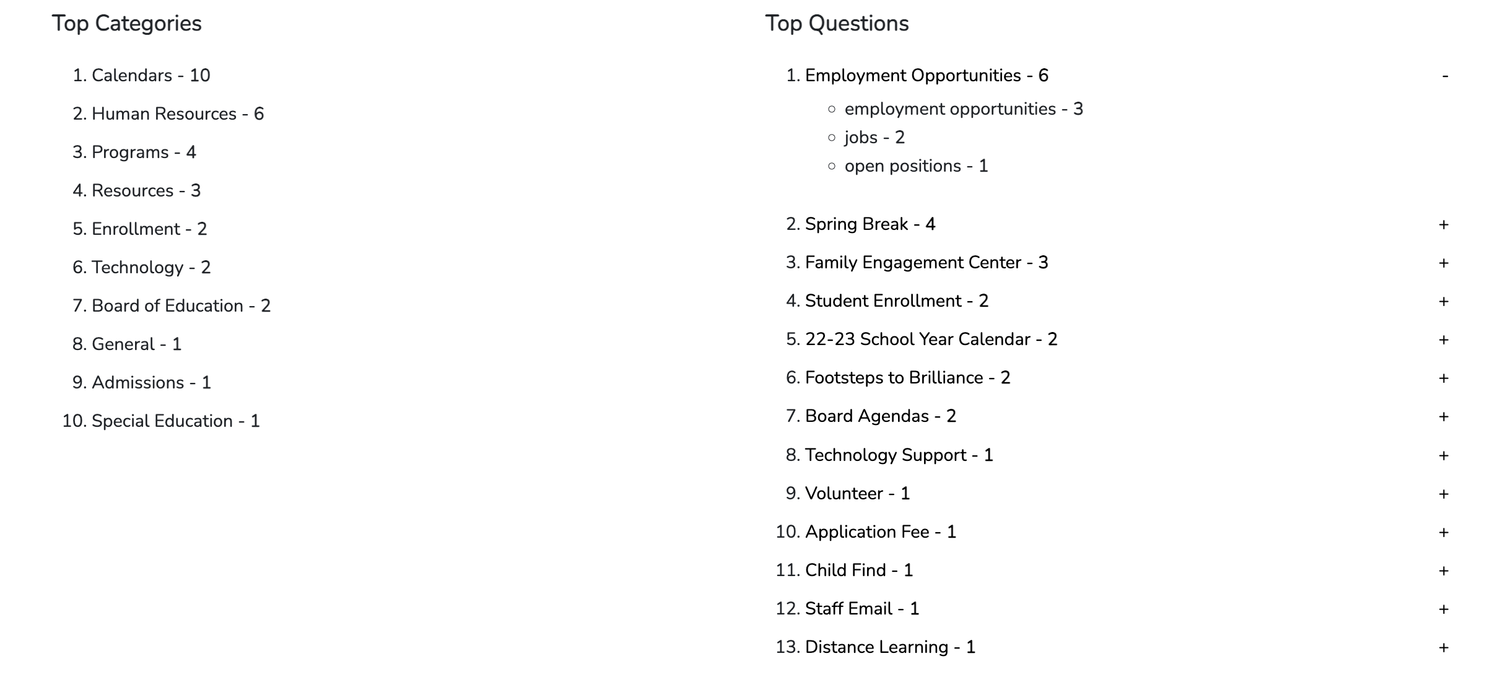 Top Categories
1. Calendars - 10
2. Human Resources - 6
3. Programs - 4
4. Resources - 3
5. Enrollment - 2
6. Technology - 2
7. Board of Education - 2
8. General - 1
9. Admissions - 1
10. Special Education - 1
Top Questions
1. Employment Opportunities - 6 -
○ employment opportunities - 3
○ jobs - 2
○ open positions - 1
2. Spring Break - 4 +
3. Family Engagement Center - 3 +
4. Student Enrollment - 2 +
5. 22-23 School Year Calendar - 2 +
6. Footsteps to Brilliance - 2 +
7. Board Agendas - 2 +
8. Technology Support - 1 +
9. Volunteer - 1 +
10. Application Fee - 1 +
11. Child Find - 1 +
12. Staff Email - 1 +
13. Distance Learning - 1 +